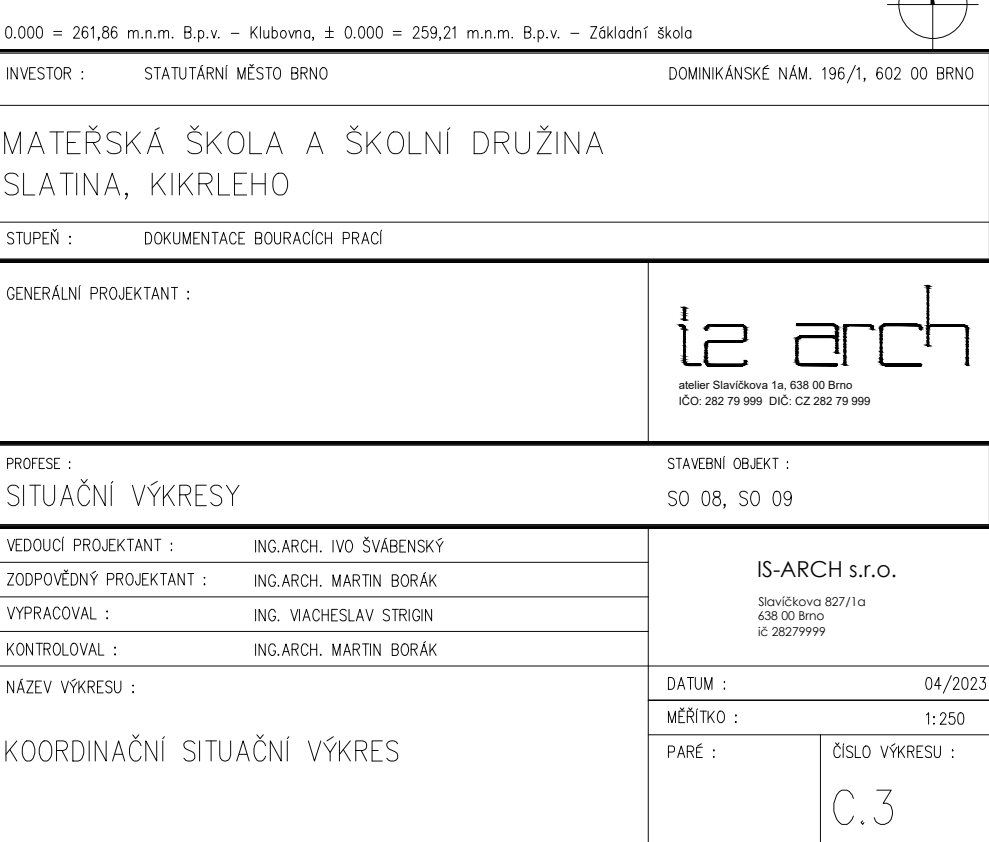 0.000 = 261,86 m.n.m. B.p.v. – Klubovna, ± 0.000 = 259,21 m.n.m. B.p.v. – Základní škola
INVESTOR : STATUTÁRNÍ MĚSTO BRNO DOMINIKÁNSKÉ NÁM. 196/1, 602 00 BRNO
MATEŘSKÁ ŠKOLA A ŠKOLNÍ DRUŽINA
SLATINA, KIKRLEHO
STUPEŇ : DOKUMENTACE BOURACÍCH PRACÍ
GENERÁLNÍ PROJEKTANT :
is arch
atelier Slavíčkova 1a, 638 00 Brno
IČO: 282 79 999 DIČ: CZ 282 79 999
PROFESE :
SITUAČNÍ VÝKRESY
STAVEBNÍ OBJEKT :
SO 08, SO 09
VEDOUCÍ PROJEKTANT : ING.ARCH. IVO ŠVÁBENSKÝ
ZODPOVĚDNÝ PROJEKTANT : ING.ARCH. MARTIN BORÁK
VYPRACOVAL : ING. VIACHESLAV STRIGIN
KONTROLOVAL : ING.ARCH. MARTIN BORÁK
IS-ARCH s.r.o.
Slavíčkova 827/1a
638 00 Brno
ič 28279999
NÁZEV VÝKRESU :
KOORDINAČNÍ SITUAČNÍ VÝKRES
DATUM : 04/2023
MĚŘÍTKO : 1:250
PARÉ :
ČÍSLO VÝKRESU :
C.3